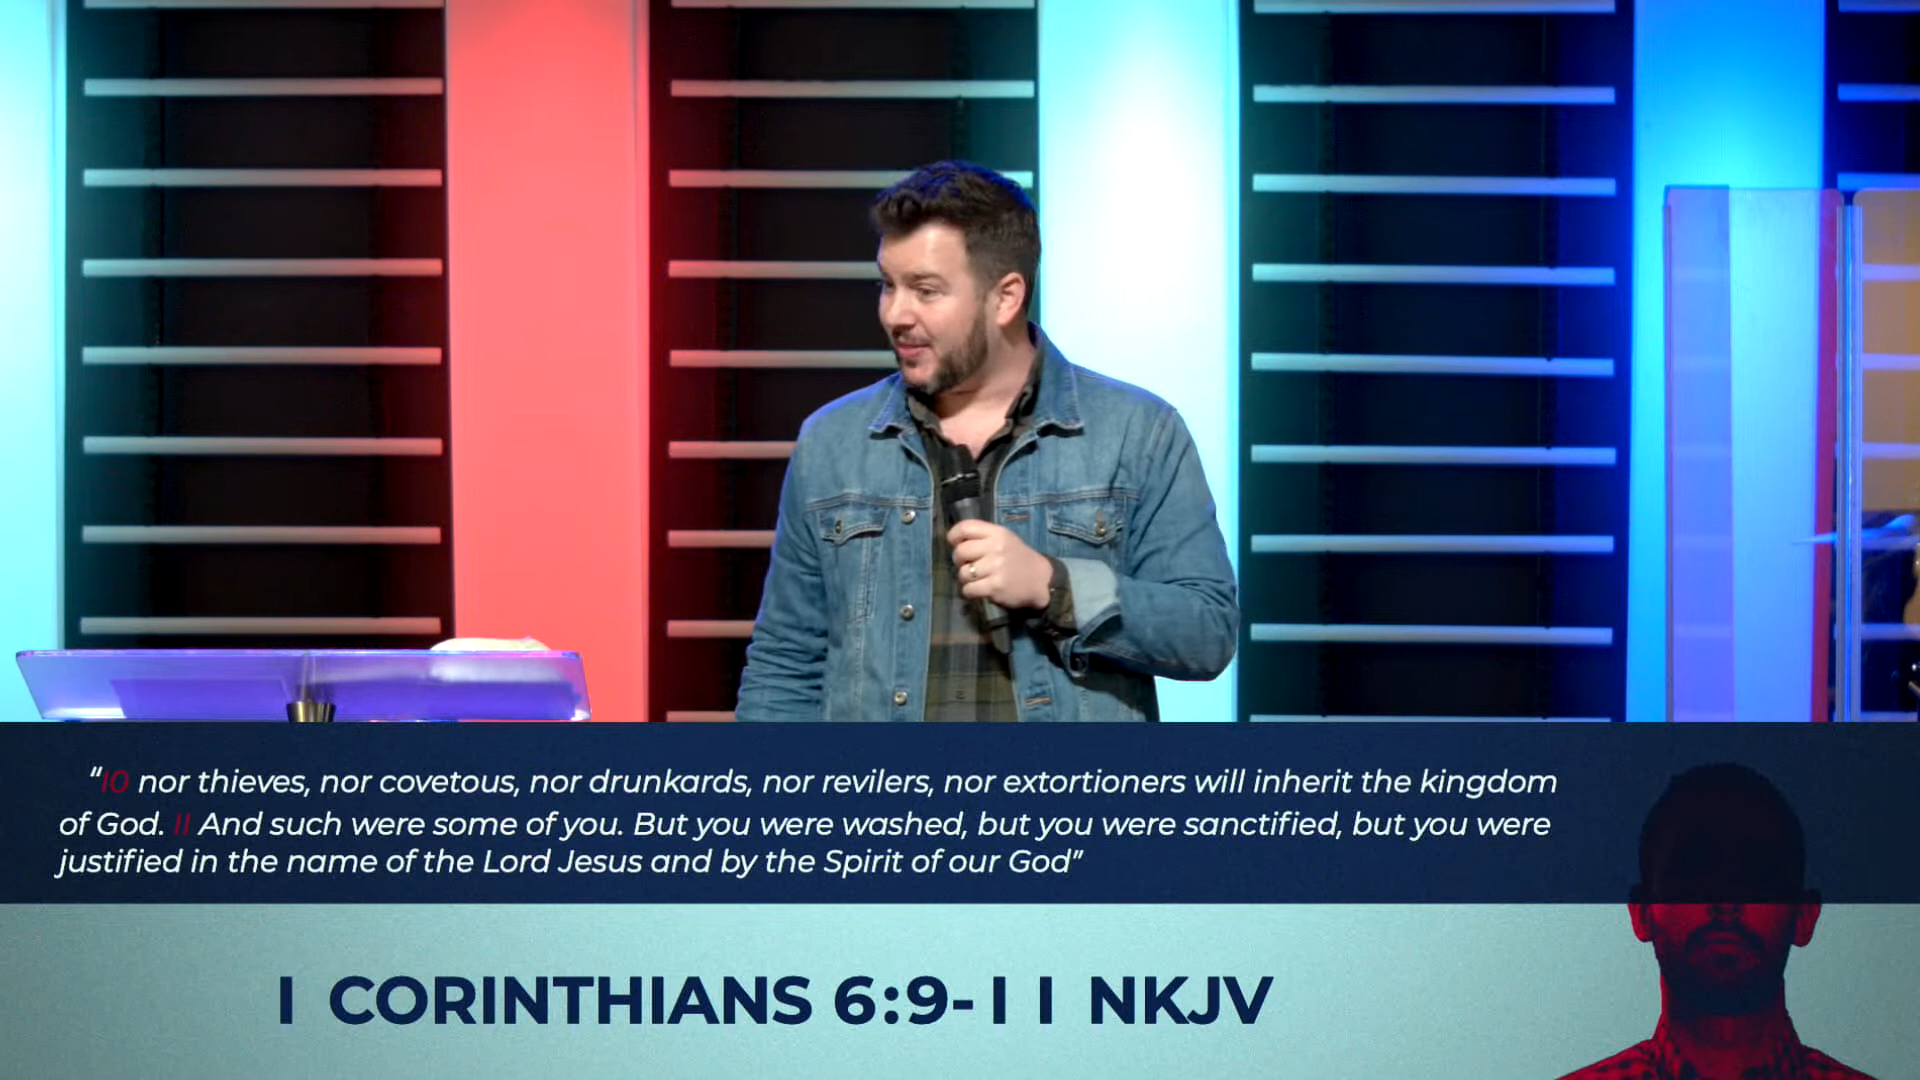 “10 nor thieves, nor covetous, nor drunkards, nor revilers, nor extortioners will inherit the kingdom
of God. 11 And such were some of you. But you were washed, but you were sanctified, but you were
justified in the name of the Lord Jesus and by the Spirit of our God”
1 CORINTHIANS 6:9-11 NKJV